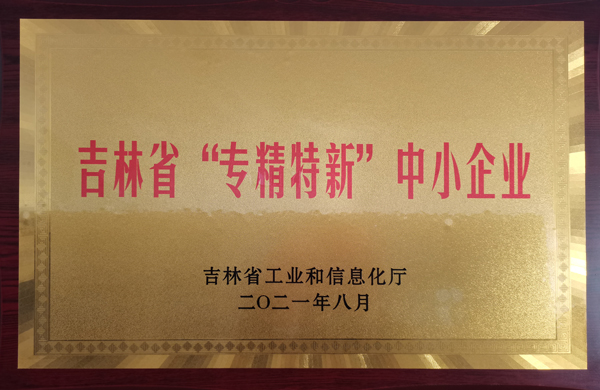 吉林省“专精特新”中小企业
吉林省工业和信息化厅
二〇二一年八月